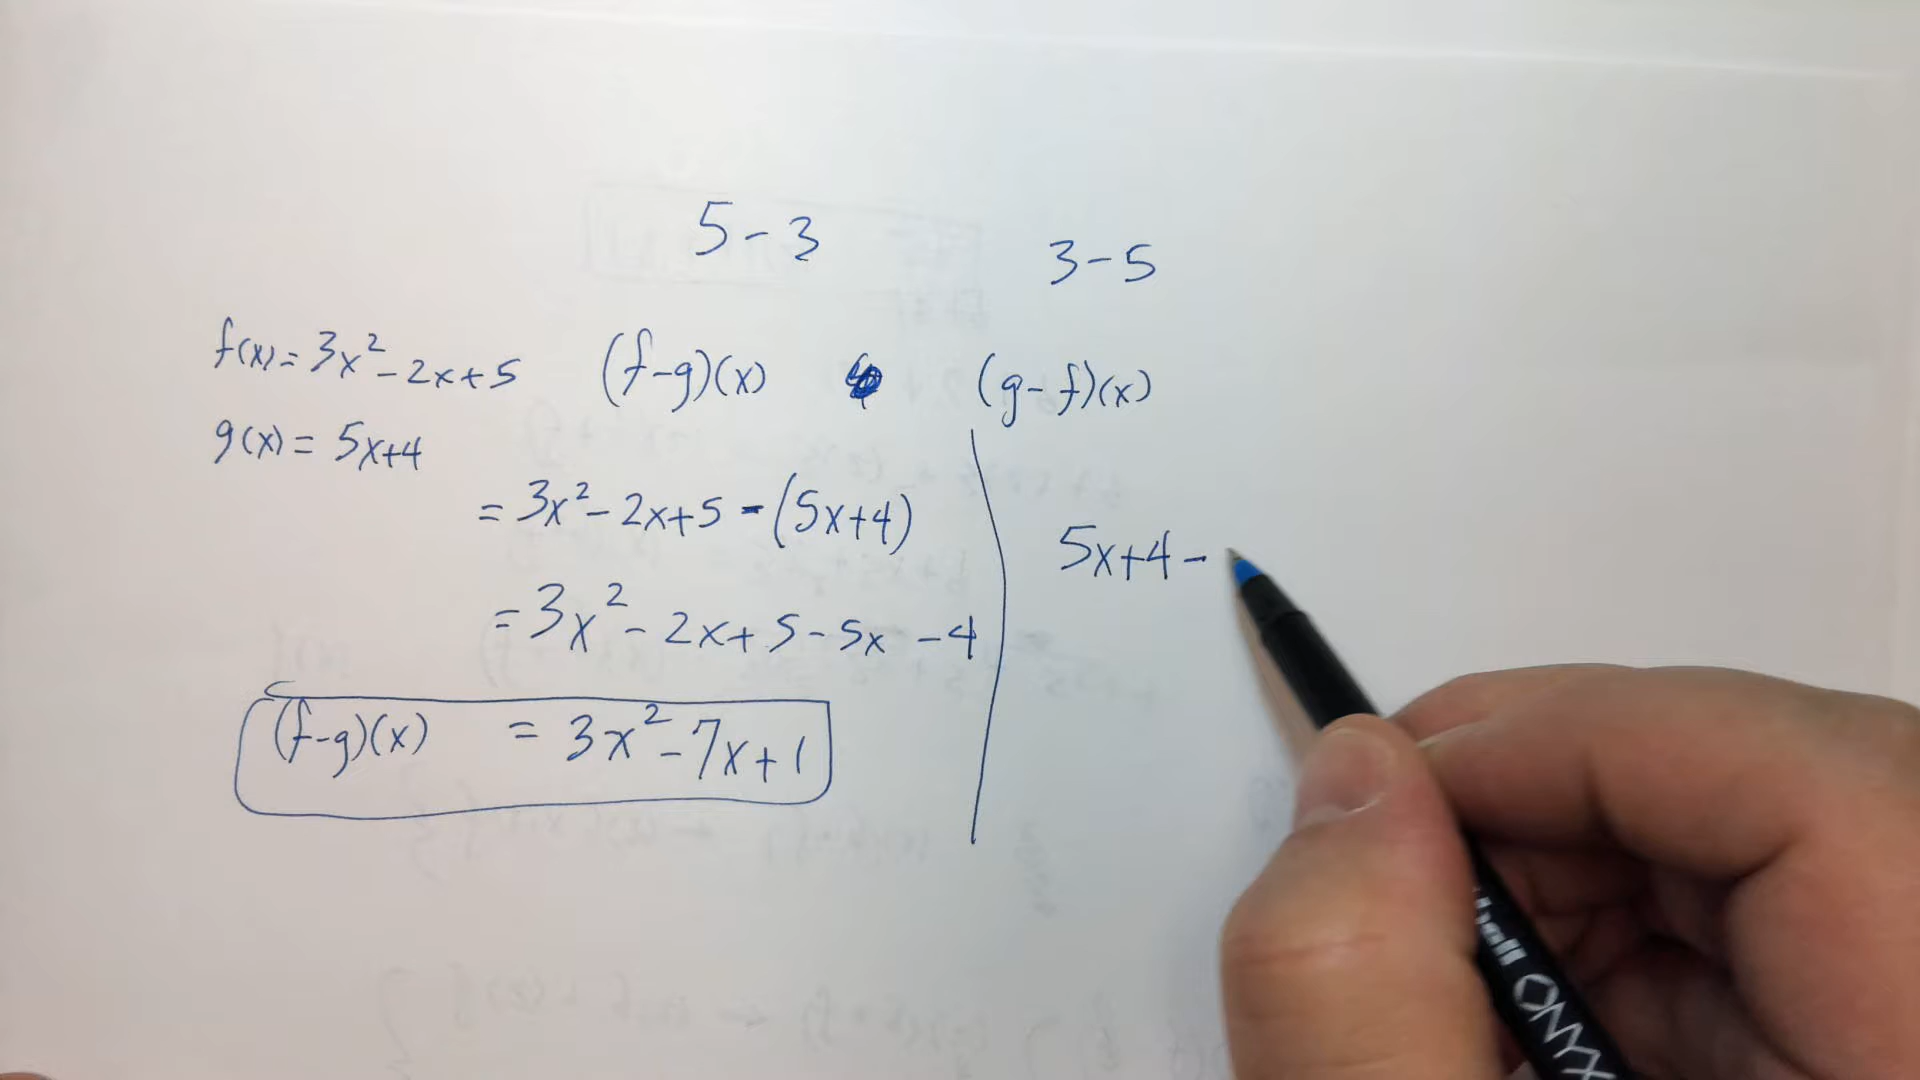 5-3
3-5
f(x)=3x²-2x+5
(f-g)(x)
(g-f)(x)
g(x)= 5x+4
=3x²-2x+5-(5x+4)
5x+4-
=3x²-2x+5-5x-4
(f-g)(x) =3x²-7x+1
ONYX